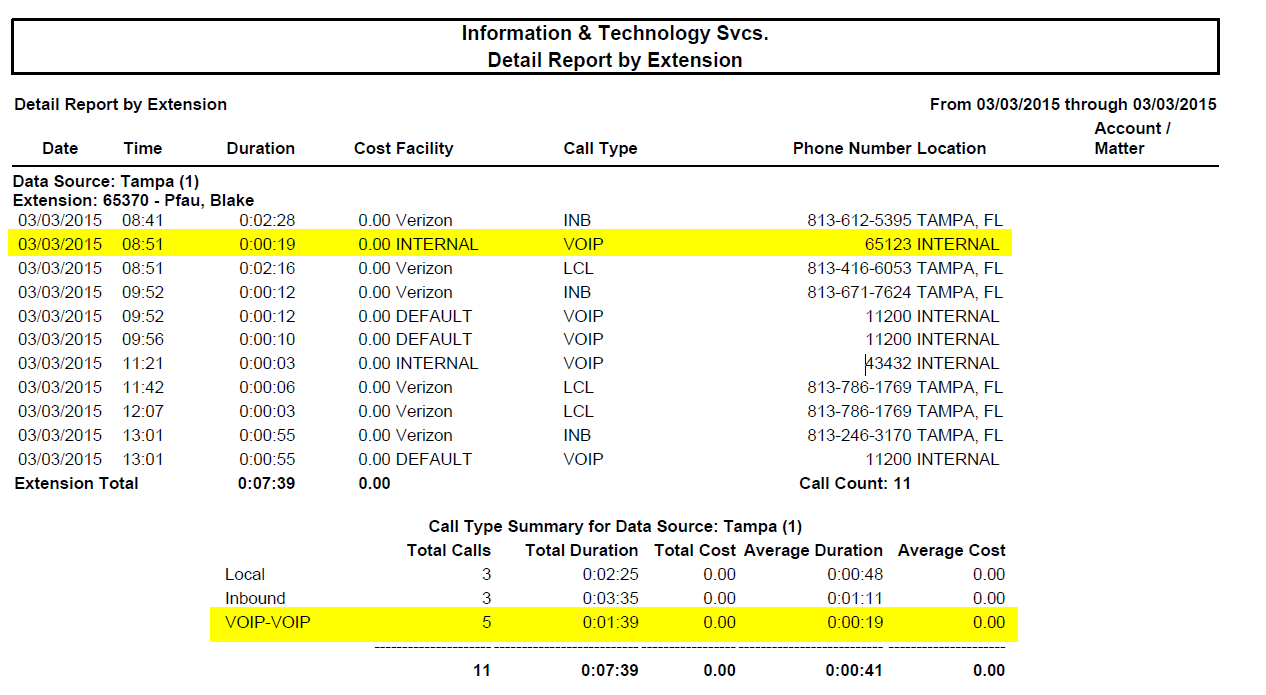 Information & Technology Svcs.
Detail Report by Extension
Detail Report by Extension From 03/03/2015 through 03/03/2015
Date Time Duration Cost Facility Call Type Phone Number Location Account / Matter
Data Source: Tampa (1)
Extension: 65370 - Pfau, Blake
03/03/2015 08:41 0:02:28 0.00 Verizon INB 813-612-5395 TAMPA, FL
03/03/2015 08:51 0:00:19 0.00 INTERNAL VOIP 65123 INTERNAL
03/03/2015 08:51 0:02:16 0.00 Verizon LCL 813-416-6053 TAMPA, FL
03/03/2015 09:52 0:00:12 0.00 Verizon INB 813-671-7624 TAMPA, FL
03/03/2015 09:52 0:00:12 0.00 DEFAULT VOIP 11200 INTERNAL
03/03/2015 09:56 0:00:10 0.00 DEFAULT VOIP 11200 INTERNAL
03/03/2015 11:21 0:00:03 0.00 INTERNAL VOIP 43432 INTERNAL
03/03/2015 11:42 0:00:06 0.00 Verizon LCL 813-786-1769 TAMPA, FL
03/03/2015 12:07 0:00:03 0.00 Verizon LCL 813-786-1769 TAMPA, FL
03/03/2015 13:01 0:00:55 0.00 Verizon INB 813-246-3170 TAMPA, FL
03/03/2015 13:01 0:00:55 0.00 DEFAULT VOIP 11200 INTERNAL
Extension Total 0:07:39 0.00 Call Count: 11
Call Type Summary for Data Source: Tampa (1)
Total Calls Total Duration Total Cost Average Duration Average Cost
Local 3 0:02:25 0.00 0:00:48 0.00
Inbound 3 0:03:35 0.00 0:01:11 0.00
VOIP-VOIP 5 0:01:39 0.00 0:00:19 0.00
11 0:07:39 0.00 0:00:41 0.00